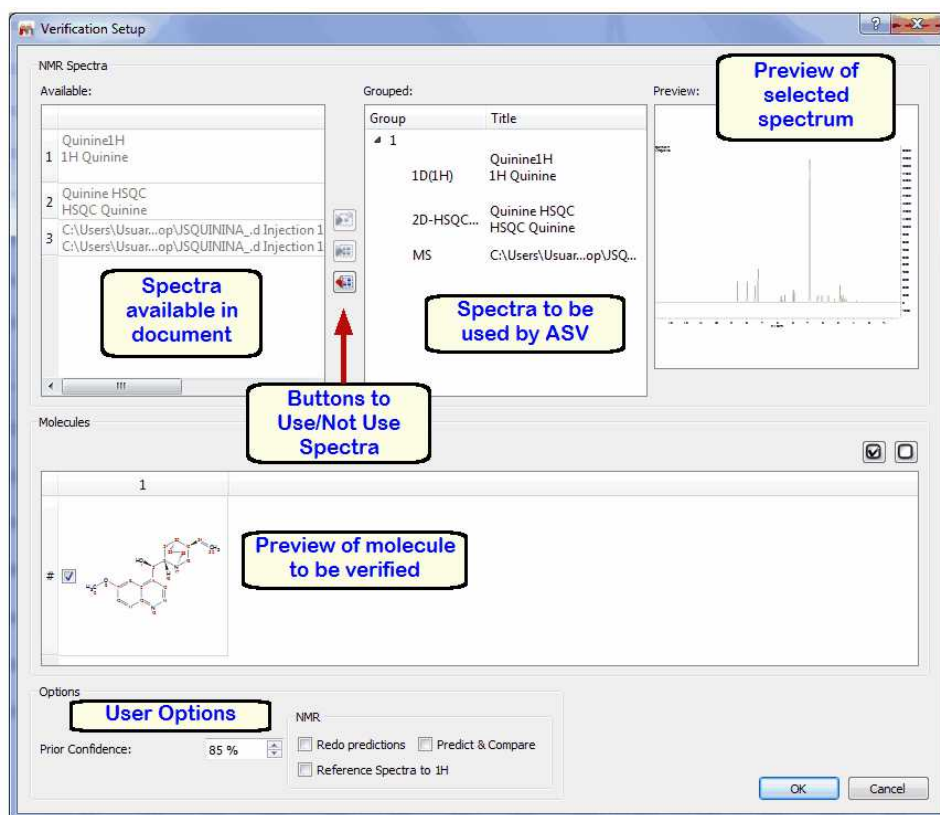 Verification Setup
NMR Spectra
Available:
Grouped:
Preview:
Preview of
selected
spectrum
Group Title
1
Quinine1H
1 1H Quinine
Quinine1H
1D(1H) 1H Quinine
2 Quinine HSQC
HSQC Quinine
2D-HSQC... Quinine HSQC
HSQC Quinine
3 C:\Users\Usuar...op\JSQUININA_.d Injection 1
C:\Users\Usuar...op\JSQUININA_.d Injection 1
MS C:\Users\Usuar...op\JSQ...
Spectra
available in
document
Spectra to be
used by ASV
Buttons to
Use/Not Use
Spectra
Molecules
1
#
Preview of molecule
to be verified
Options
User Options
Prior Confidence: 85 %
NMR
Redo predictions Predict & Compare
Reference Spectra to 1H
OK Cancel